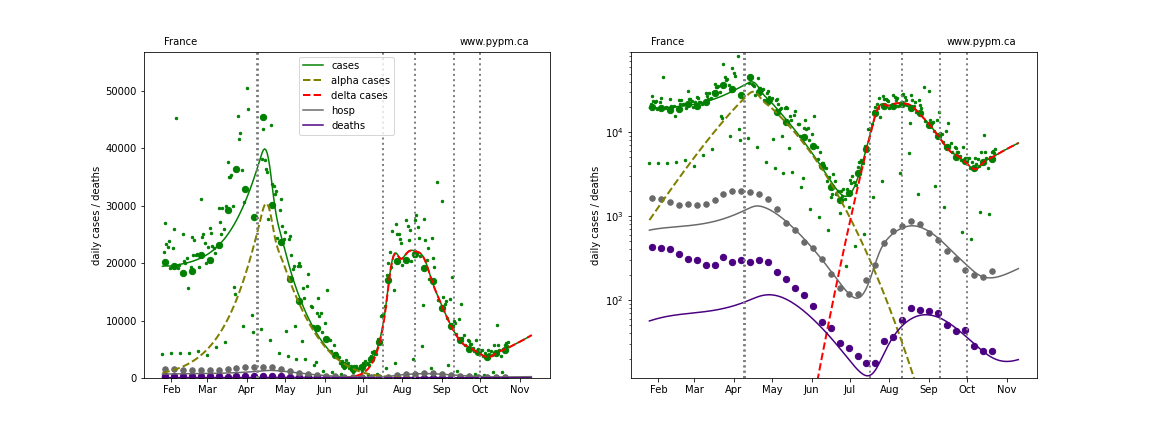 France www.pypm.ca
cases
alpha cases
delta cases
hosp
deaths
daily cases / deaths
50000
40000
30000
20000
10000
0
Feb Mar Apr May Jun Jul Aug Sep Oct Nov
France www.pypm.ca
daily cases / deaths
10^4
10^3
10^2
Feb Mar Apr May Jun Jul Aug Sep Oct Nov